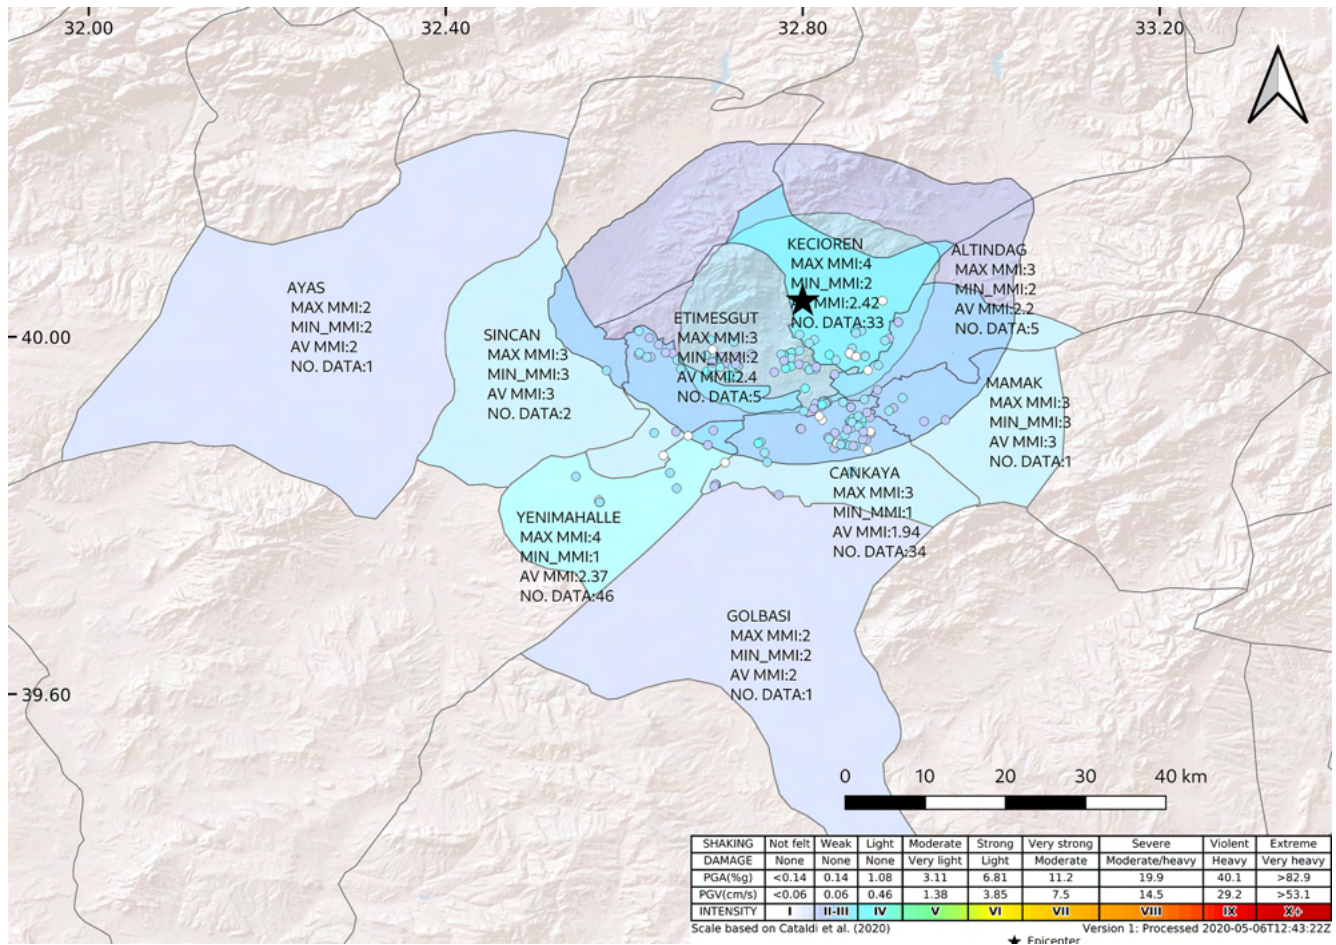 32.00 32.40 32.80 33.20
N
KECIOREN
MAX MMI:4
MIN_MMI:2
MMI:2.42
NO. DATA:33
ALTINDAG
MAX MMI:3
MIN_MMI:2
AV MMI:2.2
NO. DATA:5
AYAS
MAX MMI:2
MIN_MMI:2
AV MMI:2
NO. DATA:1
40.00
SINCAN
MAX MMI:3
MIN_MMI:3
AV MMI:3
NO. DATA:2
ETIMESGUT
MAX MMI:3
MIN_MMI:2
AV MMI:2.4
NO. DATA:5
MAMAK
MAX MMI:3
MIN_MMI:3
AV MMI:3
NO. DATA:1
CANKAYA
MAX MMI:3
MIN_MMI:1
AV MMI:1.94
NO. DATA:34
YENIMAHALLE
MAX MMI:4
MIN_MMI:1
AV MMI:2.37
NO. DATA:46
GOLBASI
MAX MMI:2
MIN_MMI:2
AV MMI:2
NO. DATA:1
39.60
0 10 20 30 40 km
SHAKING Not felt Weak Light Moderate Strong Very strong Severe Violent Extreme
DAMAGE None None None Very light Light Moderate Moderate/heavy Heavy Very heavy
PGA(%g) <0.14 0.14 1.08 3.11 6.81 11.2 19.9 40.1 >82.9
PGV(cm/s) <0.06 0.06 0.46 1.38 3.85 7.5 14.5 29.2 >53.1
INTENSITY I II-III IV V VI VII VIII IX X+
Scale based on Cataldi et al. (2020) Version 1: Processed 2020-05-06T12:43:22Z
Epicenter